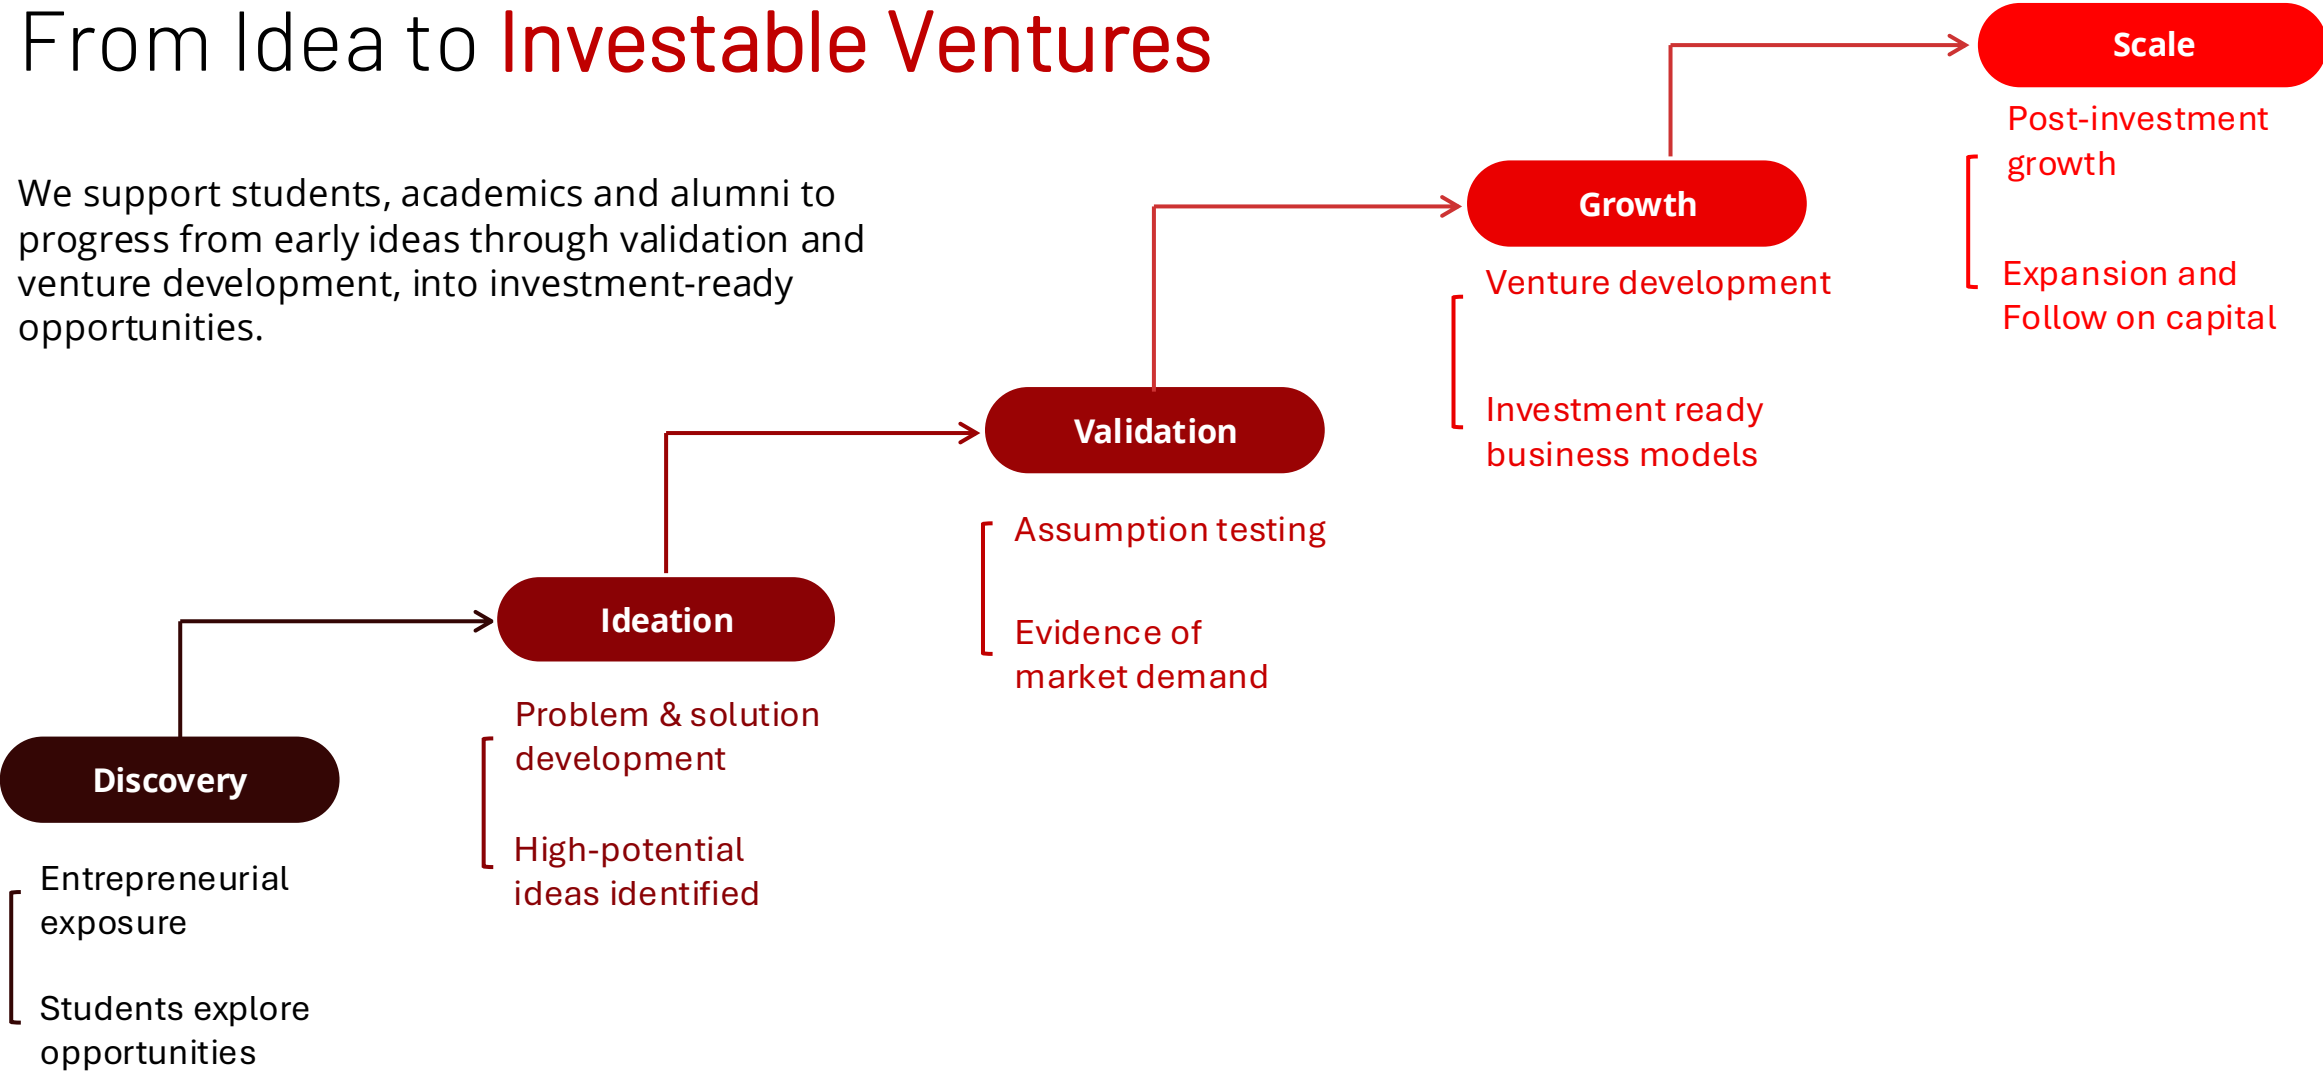 From Idea to Investable Ventures
We support students, academics and alumni to
progress from early ideas through validation and
venture development, into investment-ready
opportunities.
Discovery
Entrepreneurial
exposure
Students explore
opportunities
Ideation
Problem & solution
development
High-potential
ideas identified
Validation
Assumption testing
Evidence of
market demand
Growth
Venture development
Investment ready
business models
Scale
Post-investment
growth
Expansion and
Follow on capital